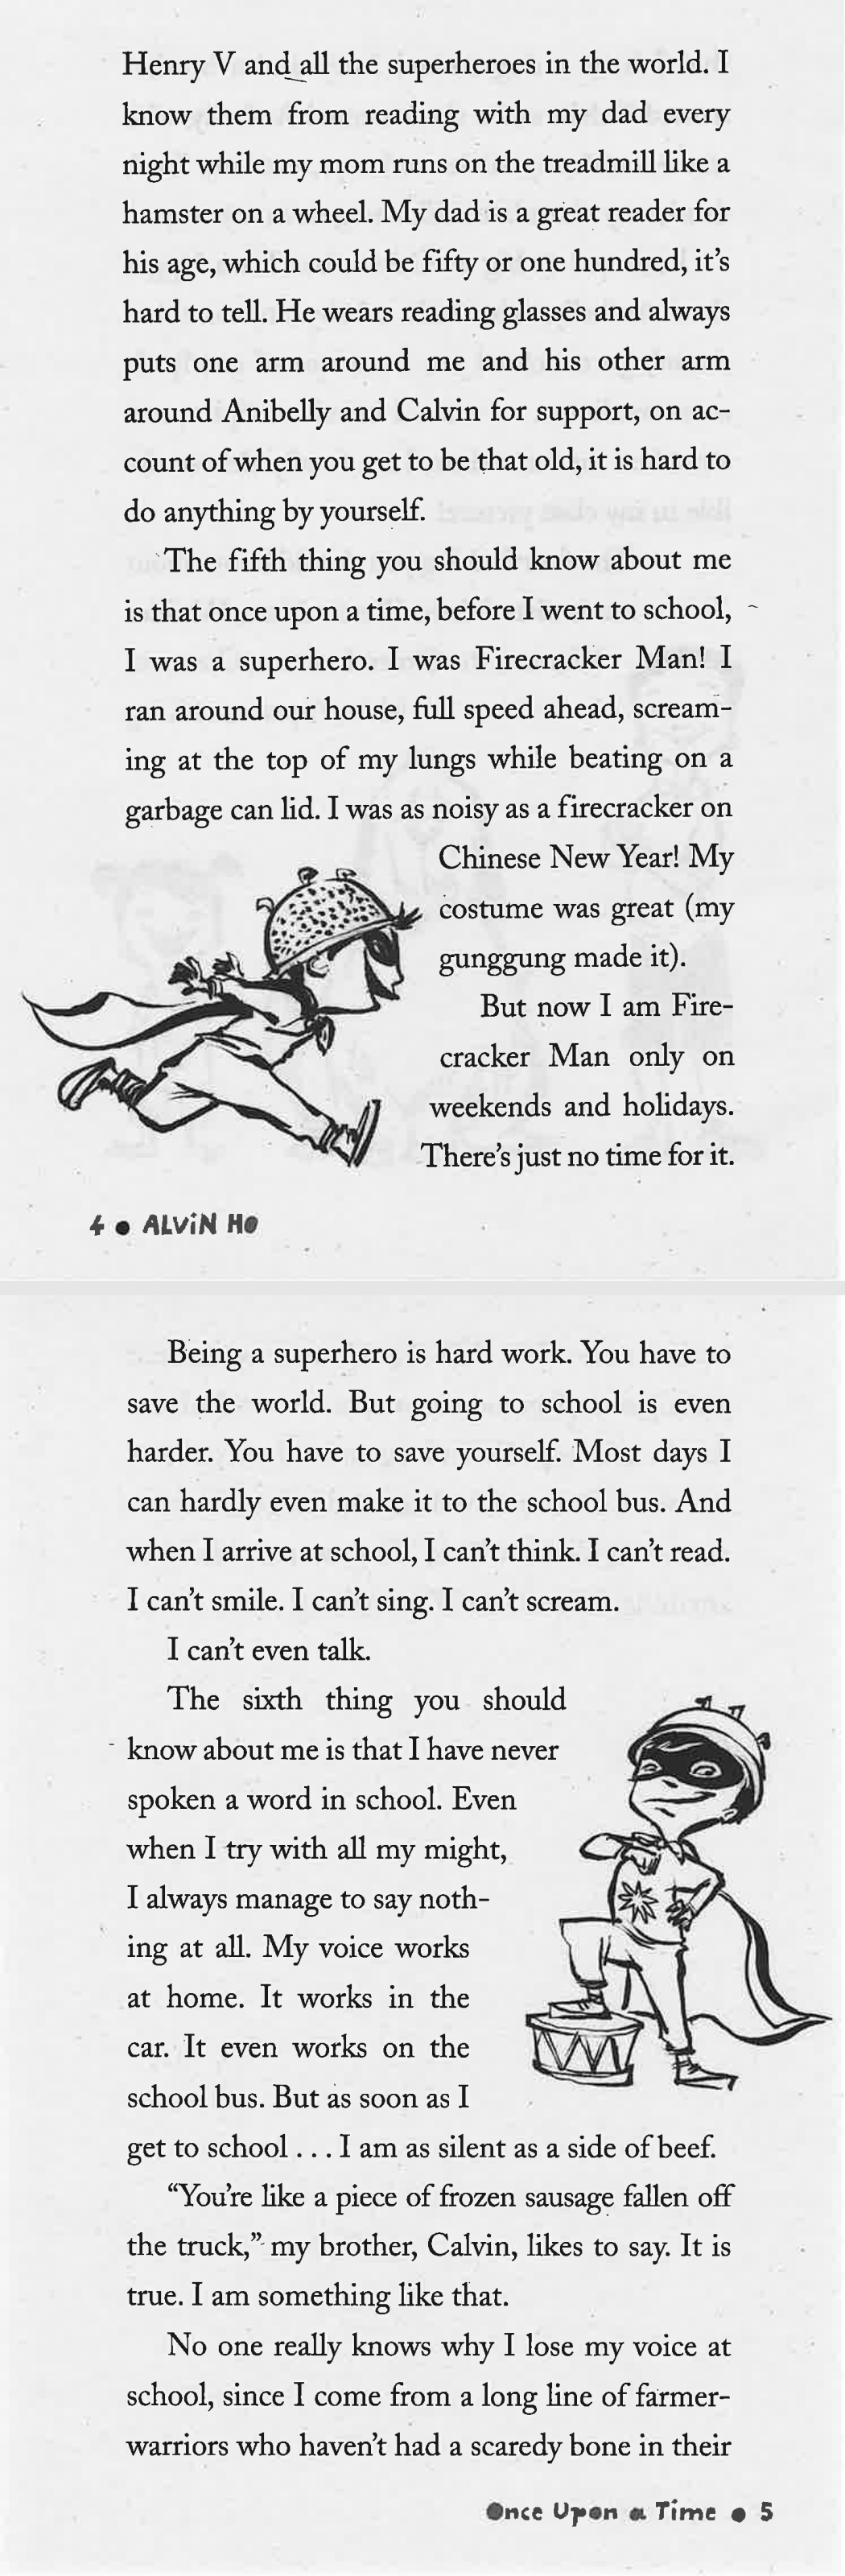 Henry V and all the superheroes in the world. I
know them from reading with my dad every
night while my mom runs on the treadmill like a
hamster on a wheel. My dad is a great reader for
his age, which could be fifty or one hundred, it's
hard to tell. He wears reading glasses and always
puts one arm around me and his other arm
around Anibelly and Calvin for support, on ac-
count of when you get to be that old, it is hard to
do anything by yourself.
The fifth thing you should know about me
is that once upon a time, before I went to school,
I was a superhero. I was Firecracker Man! I
ran around our house, full speed ahead, scream-
ing at the top of my lungs while beating on a
garbage can lid. I was as noisy as a firecracker on
Chinese New Year! My
costume was great (my
gunggung made it).
But now I am Fire-
cracker Man only on
weekends and holidays.
There's just no time for it.
4 • ALViN HO
Being a superhero is hard work. You have to
save the world. But going to school is even
harder. You have to save yourself. Most days I
can hardly even make it to the school bus. And
when I arrive at school, I can't think. I can't read.
I can't smile. I can't sing. I can't scream.
I can't even talk.
The sixth thing you should
know about me is that I have never
spoken a word in school. Even
when I try with all my might,
I always manage to say noth-
ing at all. My voice works
at home. It works in the
car. It even works on the
school bus. But as soon as I
get to school . . . I am as silent as a side of beef.
"You're like a piece of frozen sausage fallen off
the truck," my brother, Calvin, likes to say. It is
true. I am something like that.
No one really knows why I lose my voice at
school, since I come from a long line of farmer-
warriors who haven't had a scaredy bone in their
Once Upon a Time • 5